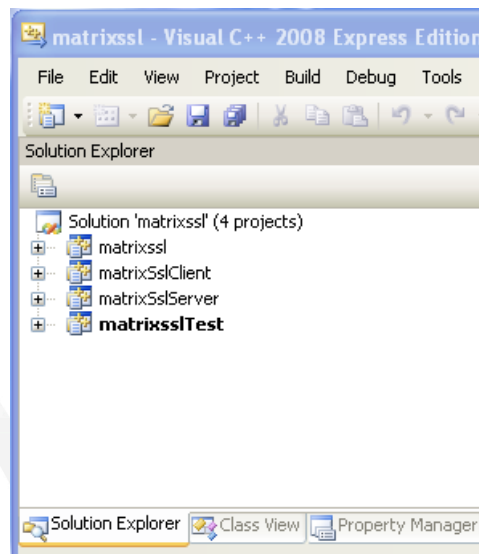 matrixssl - Visual C++ 2008 Express Edition
File Edit View Project Build Debug Tools
Solution Explorer
Solution 'matrixssl' (4 projects)
matrixssl
matrixSslClient
matrixSslServer
matrixsslTest
Solution Explorer Class View Property Manager